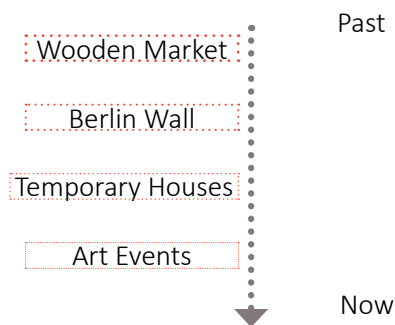 Past
Wooden Market
Berlin Wall
Temporary Houses
Art Events
Now